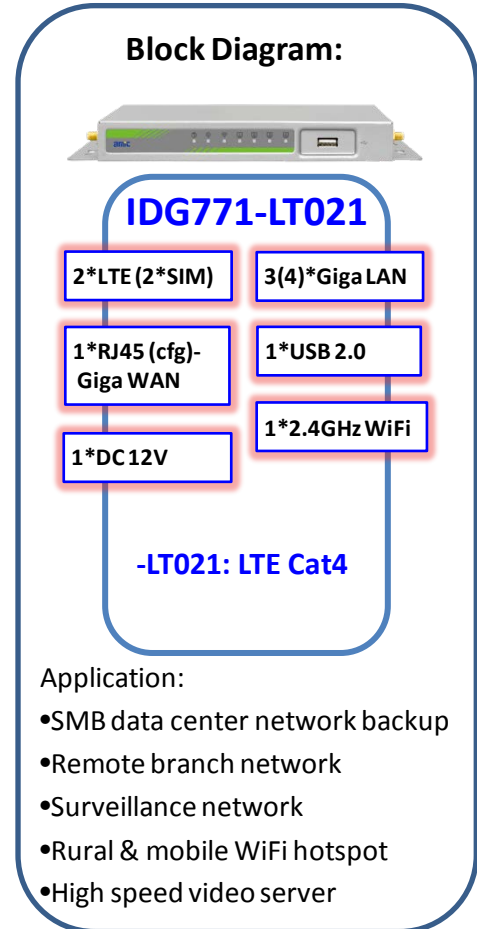 Block Diagram:
amit
IDG771-LT021
2*LTE (2*SIM)
3(4)*Giga LAN
1*RJ45 (cfg)-
Giga WAN
1*USB 2.0
1*2.4GHz WiFi
1*DC 12V
-LT021: LTE Cat4
Application:
•SMB data center network backup
•Remote branch network
•Surveillance network
•Rural & mobile WiFi hotspot
•High speed video server